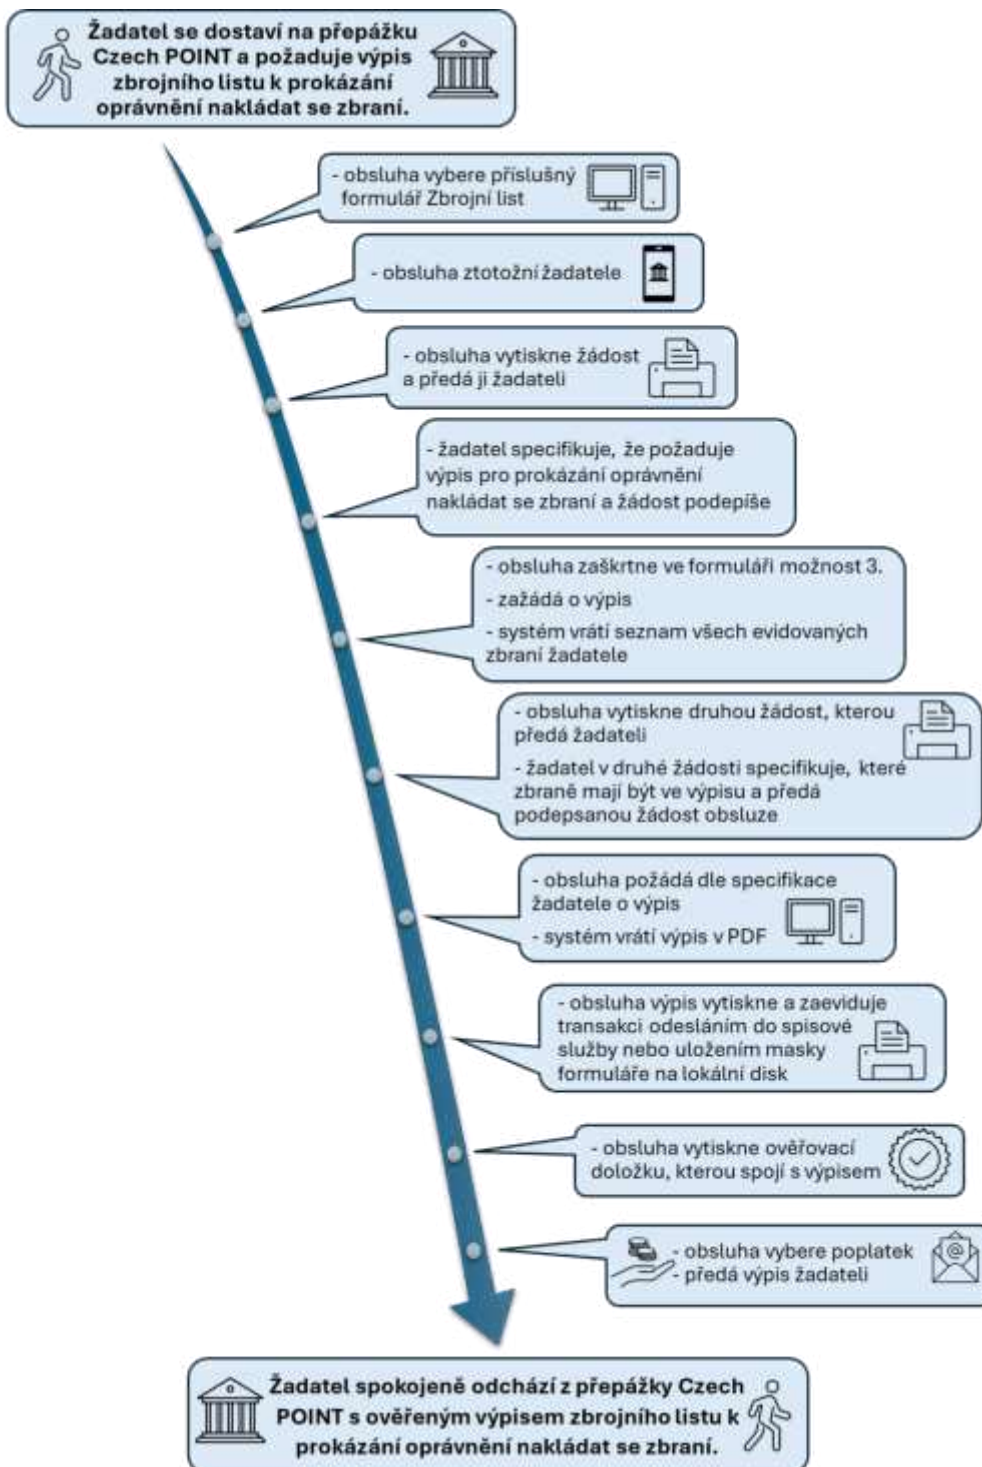 Žadatel se dostaví na přepážku
Czech POINT a požaduje výpis
zbrojního listu k prokázání
oprávnění nakládat se zbraní.
- obsluha vybere příslušný
formulář Zbrojní list
- obsluha ztotožní žadatele
- obsluha vytiskne žádost
a předá ji žadateli
- žadatel specifikuje, že požaduje
výpis pro prokázání oprávnění
nakládat se zbraní a žádost podepíše
- obsluha zaškrtne ve formuláři možnost 3.
- zažádá o výpis
- systém vrátí seznam všech evidovaných
zbraní žadatele
- obsluha vytiskne druhou žádost, kterou
předá žadateli
- žadatel v druhé žádosti specifikuje, které
zbraně mají být ve výpisu a předá
podepsanou žádost obsluze
- obsluha požádá dle specifikace
žadatele o výpis
- systém vrátí výpis v PDF
- obsluha výpis vytiskne a zaeviduje
transakci odesláním do spisové
služby nebo uložením masky
formuláře na lokální disk
- obsluha vytiskne ověřovací
doložku, kterou spojí s výpisem
- obsluha vybere poplatek
- předá výpis žadateli
Žadatel spokojeně odchází z přepážky Czech
POINT s ověřeným výpisem zbrojního listu k
prokázání oprávnění nakládat se zbraní.